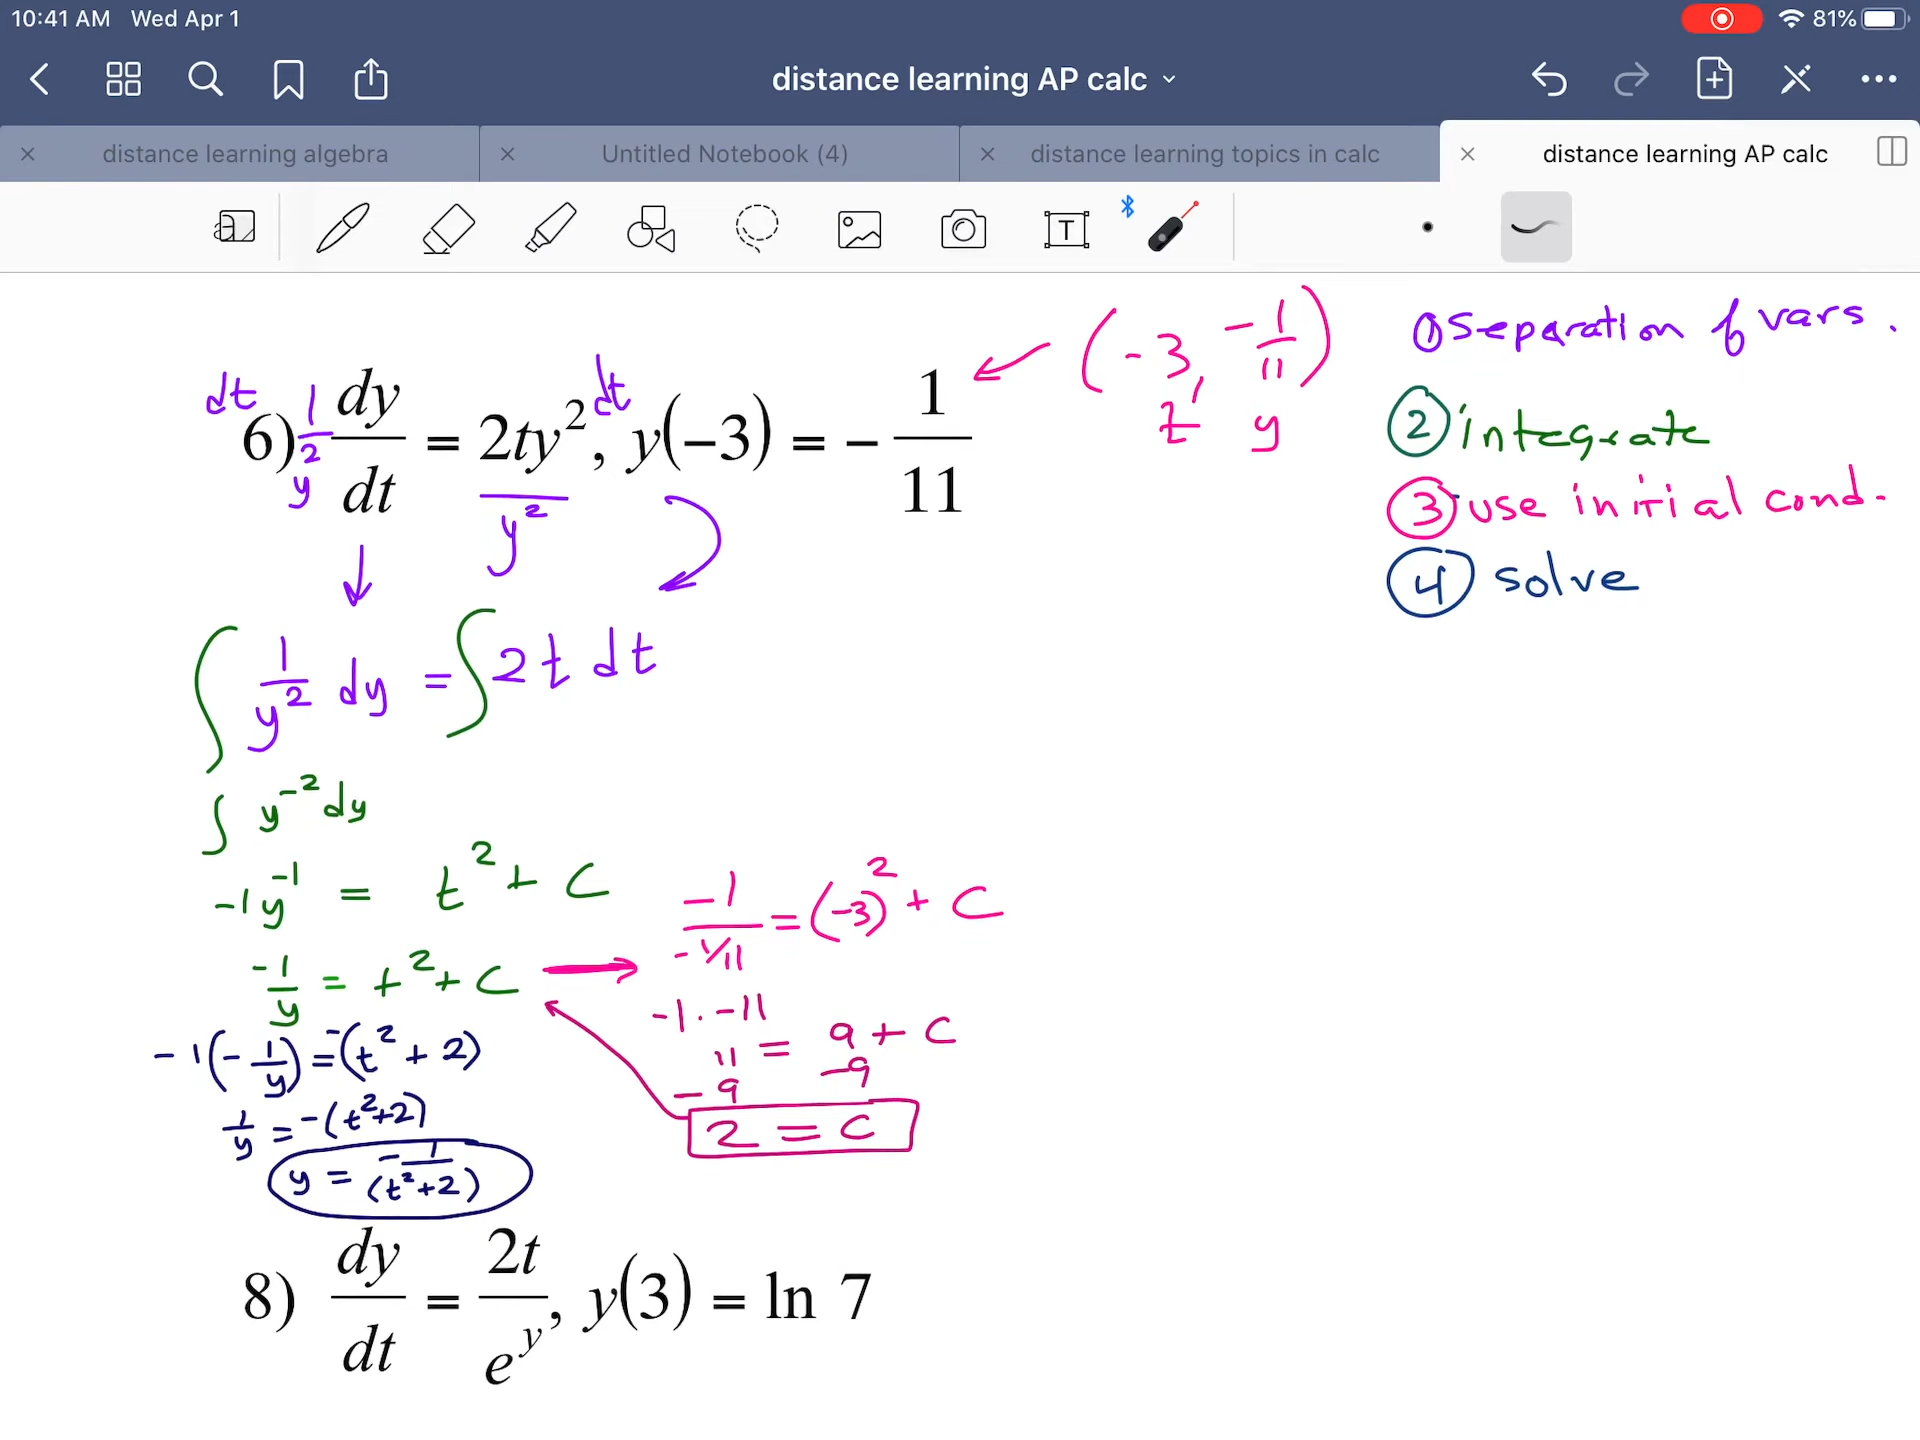 10:41 AM Wed Apr 1
81%
distance learning AP calc
distance learning algebra
Untitled Notebook (4)
distance learning topics in calc
distance learning AP calc
T
(-3, -1/11)
t y
① Separation of vars.
② integrate
③ use initial cond.
④ solve
6) dy/dt = 2ty², y(−3) = −1/11
dt 1/y² dt
y²
∫ 1/y² dy = ∫ 2t dt
∫ y⁻² dy
-1y⁻¹ = t² + C
-1/y = t² + C
-1/-1/11 = (-3)² + C
-1 · -11
11 = 9 + C
-9 -9
2 = C
-1(-1/y) = -(t² + 2)
1/y = -(t²+2)
y = -1/(t²+2)
8) dy/dt = 2t/e^y, y(3) = ln 7